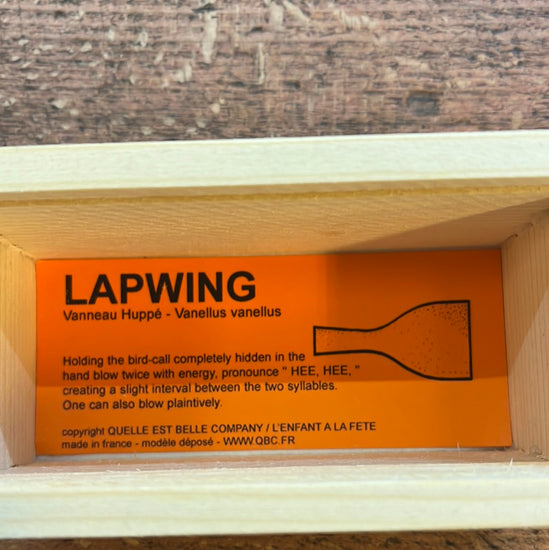 LAPWING
Vanneau Huppé - Vanellus vanellus
Holding the bird-call completely hidden in the
hand blow twice with energy, pronounce " HEE, HEE, "
creating a slight interval between the two syllables.
One can also blow plaintively.
copyright QUELLE EST BELLE COMPANY / L'ENFANT A LA FETE
made in france - modèle déposé - WWW.QBC.FR